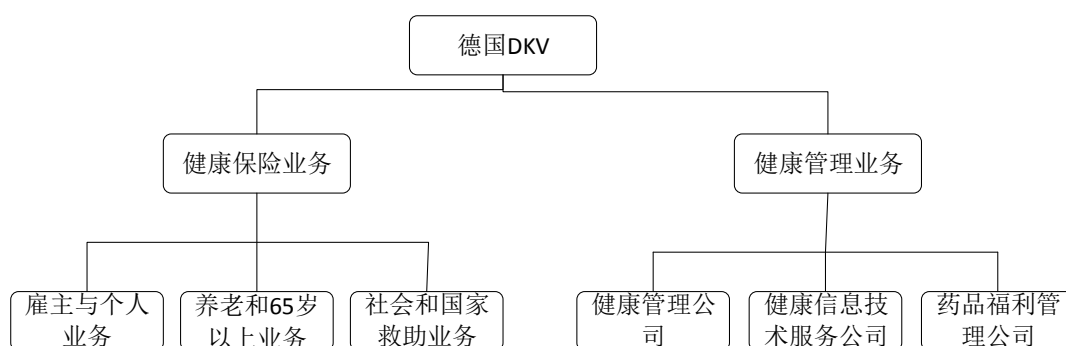 德国DKV
健康保险业务
健康管理业务
雇主与个人
业务
养老和65岁
以上业务
社会和国家
救助业务
健康管理公
司
健康信息技
术服务公司
药品福利管
理公司